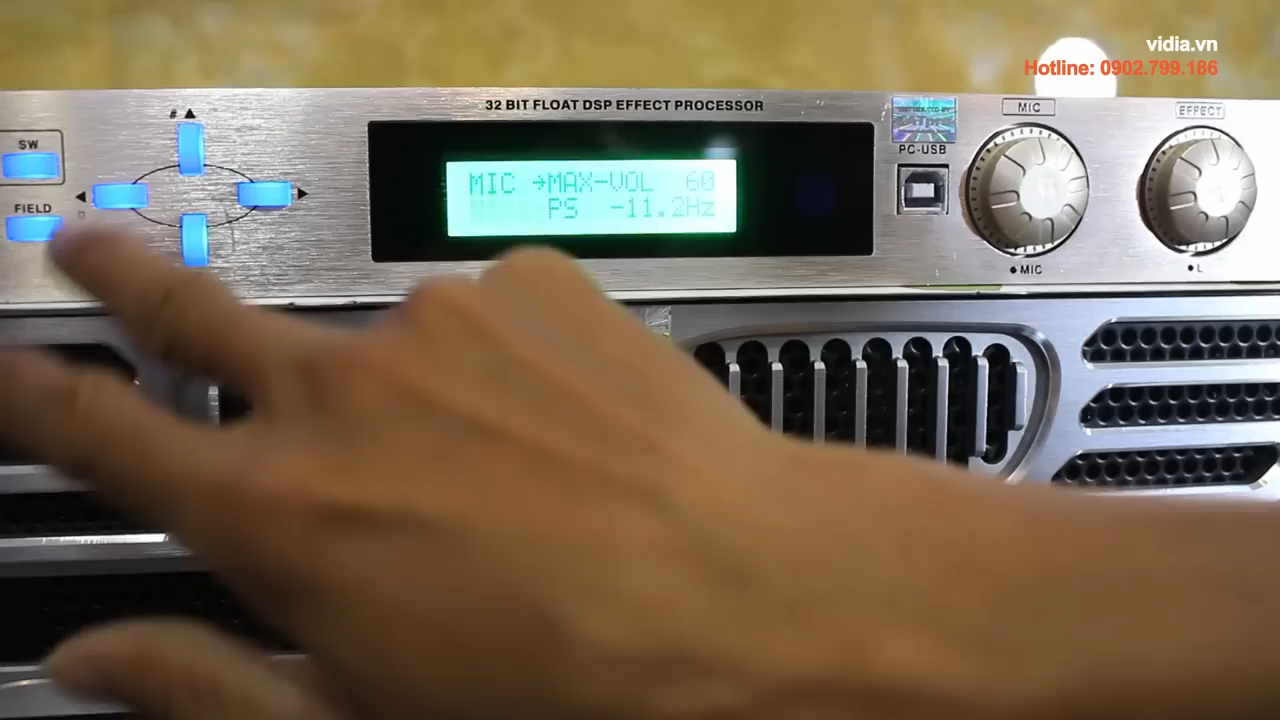 vidia.vn
Hotline: 0902.799.186
32 BIT FLOAT DSP EFFECT PROCESSOR
MIC
EFFECT
# ▲
SW
PC-USB
MIC →MAX-VOL 60
PS -11.2Hz
◀
▶
FIELD
● MIC
● L